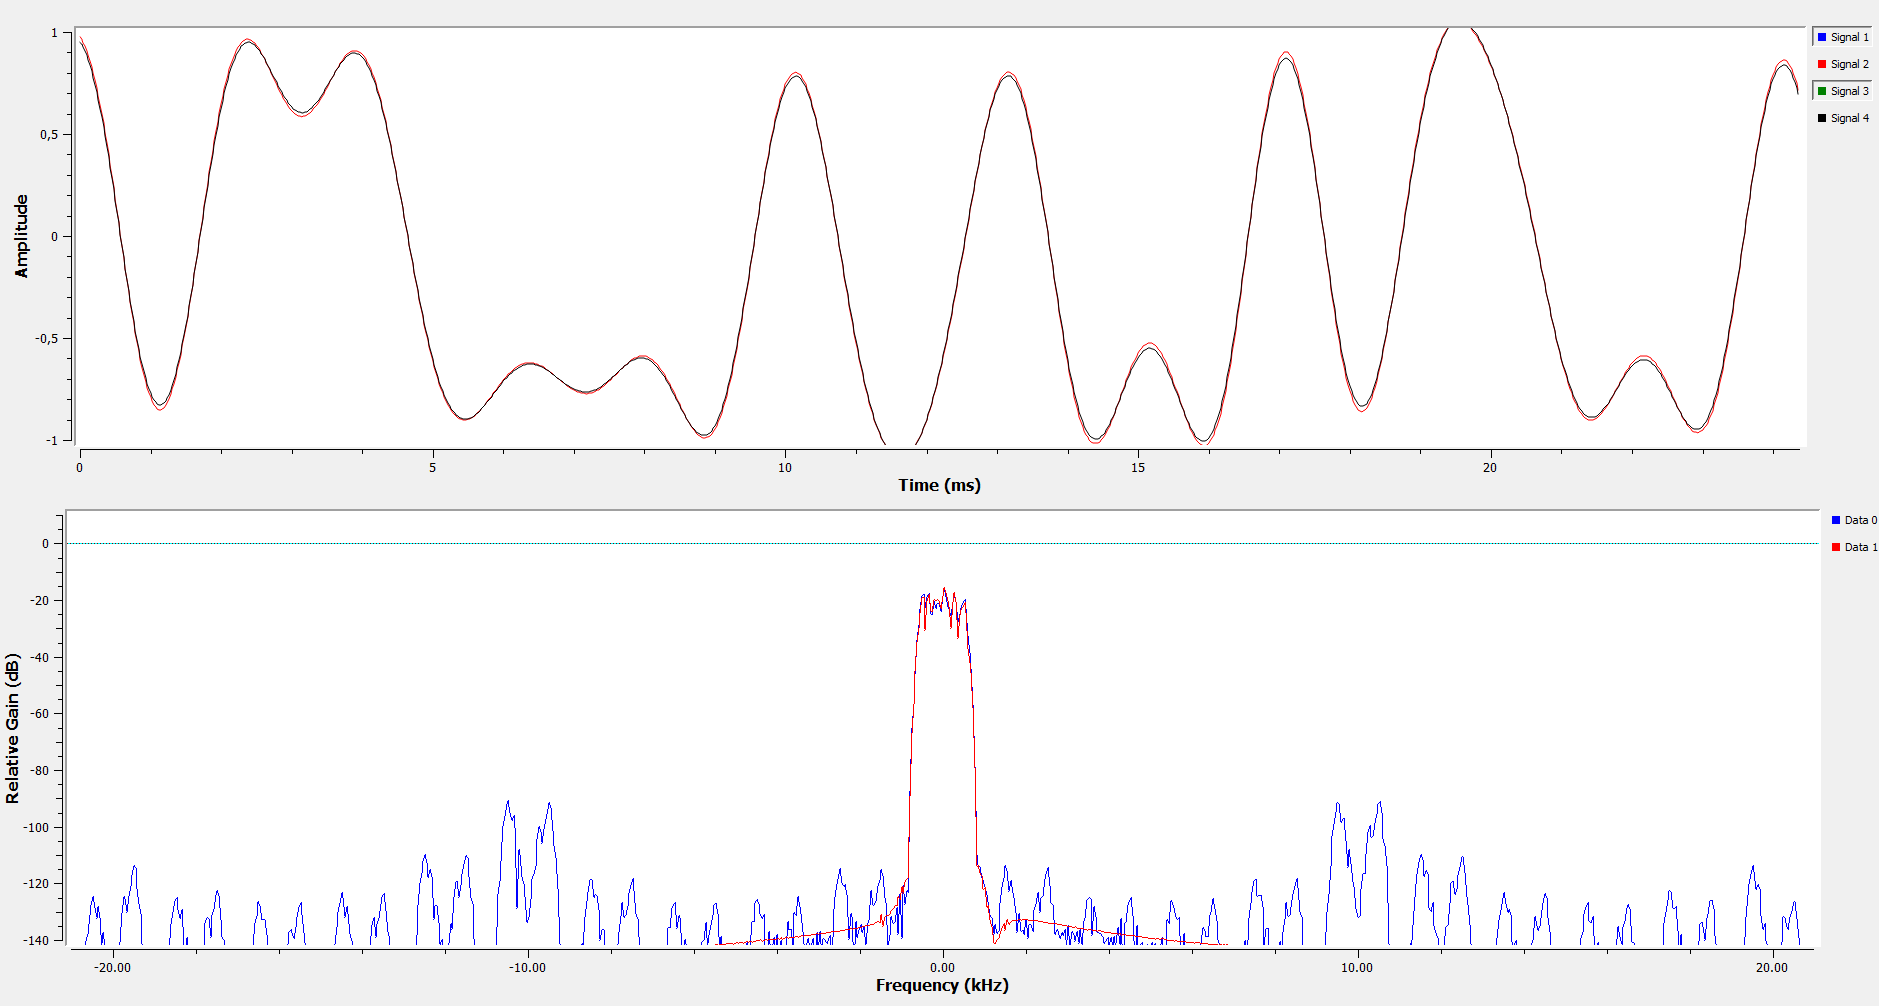 1
0,5
0
-0,5
-1
Amplitude
0 5 10 15 20
Time (ms)
Signal 1
Signal 2
Signal 3
Signal 4
0
-20
-40
-60
-80
-100
-120
-140
Relative Gain (dB)
-20.00 -10.00 0.00 10.00 20.00
Frequency (kHz)
Data 0
Data 1